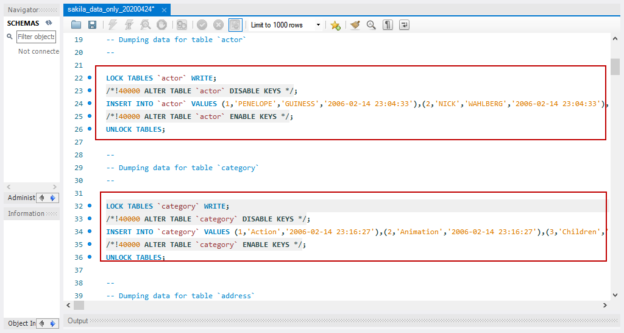 Navigator
SCHEMAS
Filter objects
Not connecte
Administ
Information
Object In
sakila_data_only_20200424*
Limit to 1000 rows
19 -- Dumping data for table `actor`
20 --
21
22 LOCK TABLES `actor` WRITE;
23 /*!40000 ALTER TABLE `actor` DISABLE KEYS */;
24 INSERT INTO `actor` VALUES (1,'PENELOPE','GUINESS','2006-02-14 23:04:33'),(2,'NICK','WAHLBERG','2006-02-14 23:04:33'),
25 /*!40000 ALTER TABLE `actor` ENABLE KEYS */;
26 UNLOCK TABLES;
27
28 --
29 -- Dumping data for table `category`
30 --
31
32 LOCK TABLES `category` WRITE;
33 /*!40000 ALTER TABLE `category` DISABLE KEYS */;
34 INSERT INTO `category` VALUES (1,'Action','2006-02-14 23:16:27'),(2,'Animation','2006-02-14 23:16:27'),(3,'Children','
35 /*!40000 ALTER TABLE `category` ENABLE KEYS */;
36 UNLOCK TABLES;
37
38 --
39 -- Dumping data for table `address`
Output